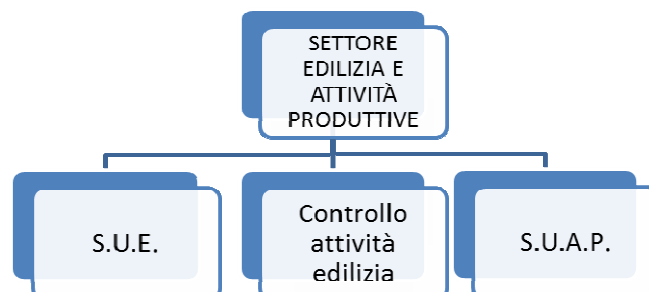 SETTORE
EDILIZIA E
ATTIVITÀ
PRODUTTIVE
S.U.E.
Controllo
attività
edilizia
S.U.A.P.